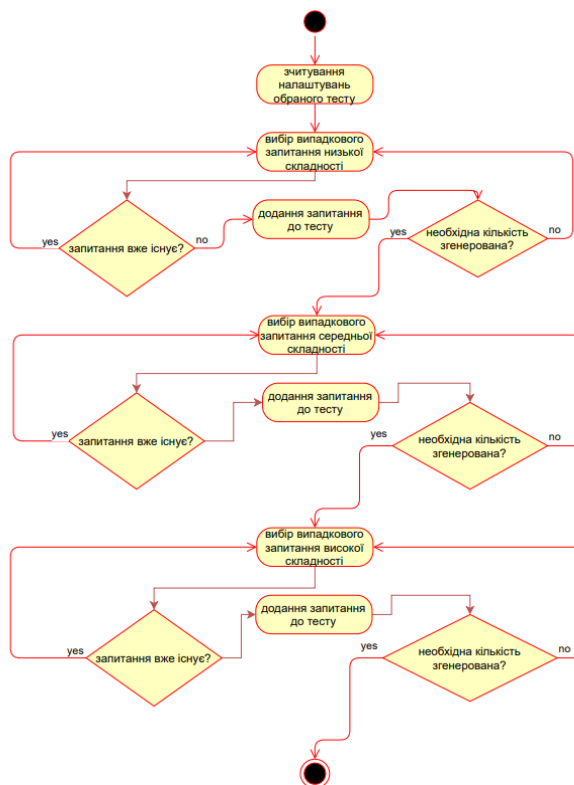 зчитування
налаштувань
обраного тесту
вибір випадкового
запитання низької
складності
додання запитання
до тесту
yes
запитання вже існує?
no
yes
необхідна кількість
згенерована?
no
вибір випадкового
запитання середньої
складності
додання запитання
до тесту
yes
запитання вже існує?
yes
необхідна кількість
згенерована?
no
вибір випадкового
запитання високої
складності
додання запитання
до тесту
yes
запитання вже існує?
yes
необхідна кількість
згенерована?
no